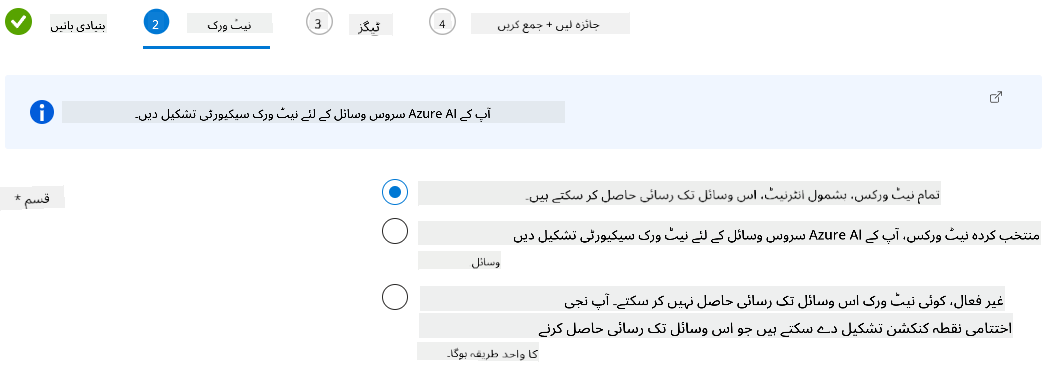 بنیادی باتیں
2
نیٹ ورک
3
ٹیگز
4
جائزہ لیں + جمع کریں
آپ کے Azure AI سروس وسائل کے لئے نیٹ ورک سیکیورٹی تشکیل دیں۔
قسم *
تمام نیٹ ورکس، بشمول انٹرنیٹ، اس وسائل تک رسائی حاصل کر سکتے ہیں۔
منتخب کردہ نیٹ ورکس، آپ کے Azure AI سروس وسائل کے لئے نیٹ ورک سیکیورٹی تشکیل دیں
وسائل
غیر فعال، کوئی نیٹ ورک اس وسائل تک رسائی حاصل نہیں کر سکتے۔ آپ نجی
اختتامی نقطہ کنکشن تشکیل دے سکتے ہیں جو اس وسائل تک رسائی حاصل کرنے
کا واحد طریقہ ہوگا۔